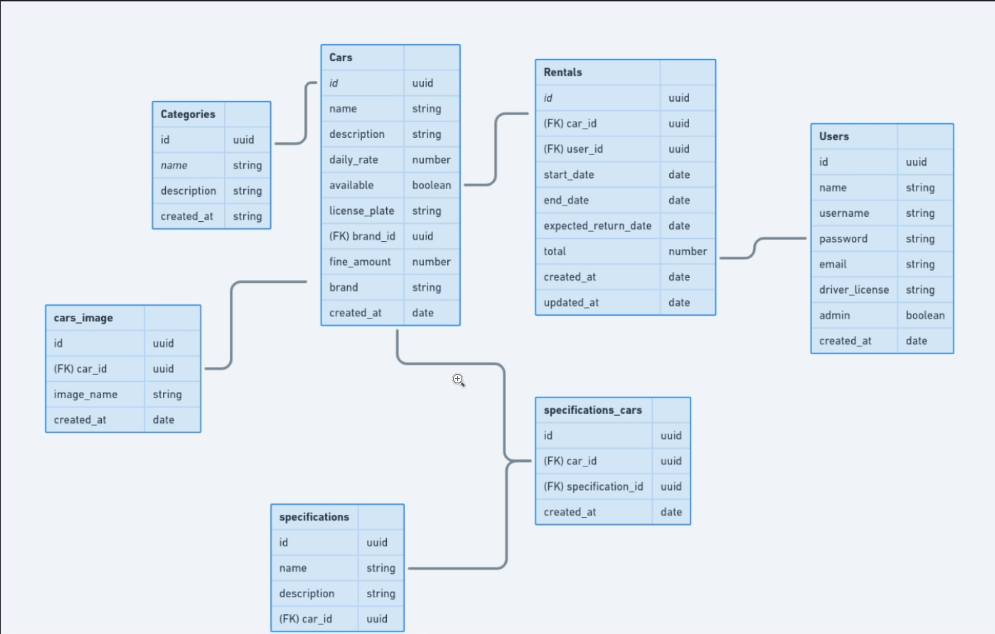 Cars
id uuid
name string
description string
daily_rate number
available boolean
license_plate string
(FK) brand_id uuid
fine_amount number
brand string
created_at date
Rentals
id uuid
(FK) car_id uuid
(FK) user_id uuid
start_date date
end_date date
expected_return_date date
total number
created_at date
updated_at date
Categories
id uuid
name string
description string
created_at string
Users
id uuid
name string
username string
password string
email string
driver_license string
admin boolean
created_at date
cars_image
id uuid
(FK) car_id uuid
image_name string
created_at date
specifications_cars
id uuid
(FK) car_id uuid
(FK) specification_id uuid
created_at date
specifications
id uuid
name string
description string
(FK) car_id uuid